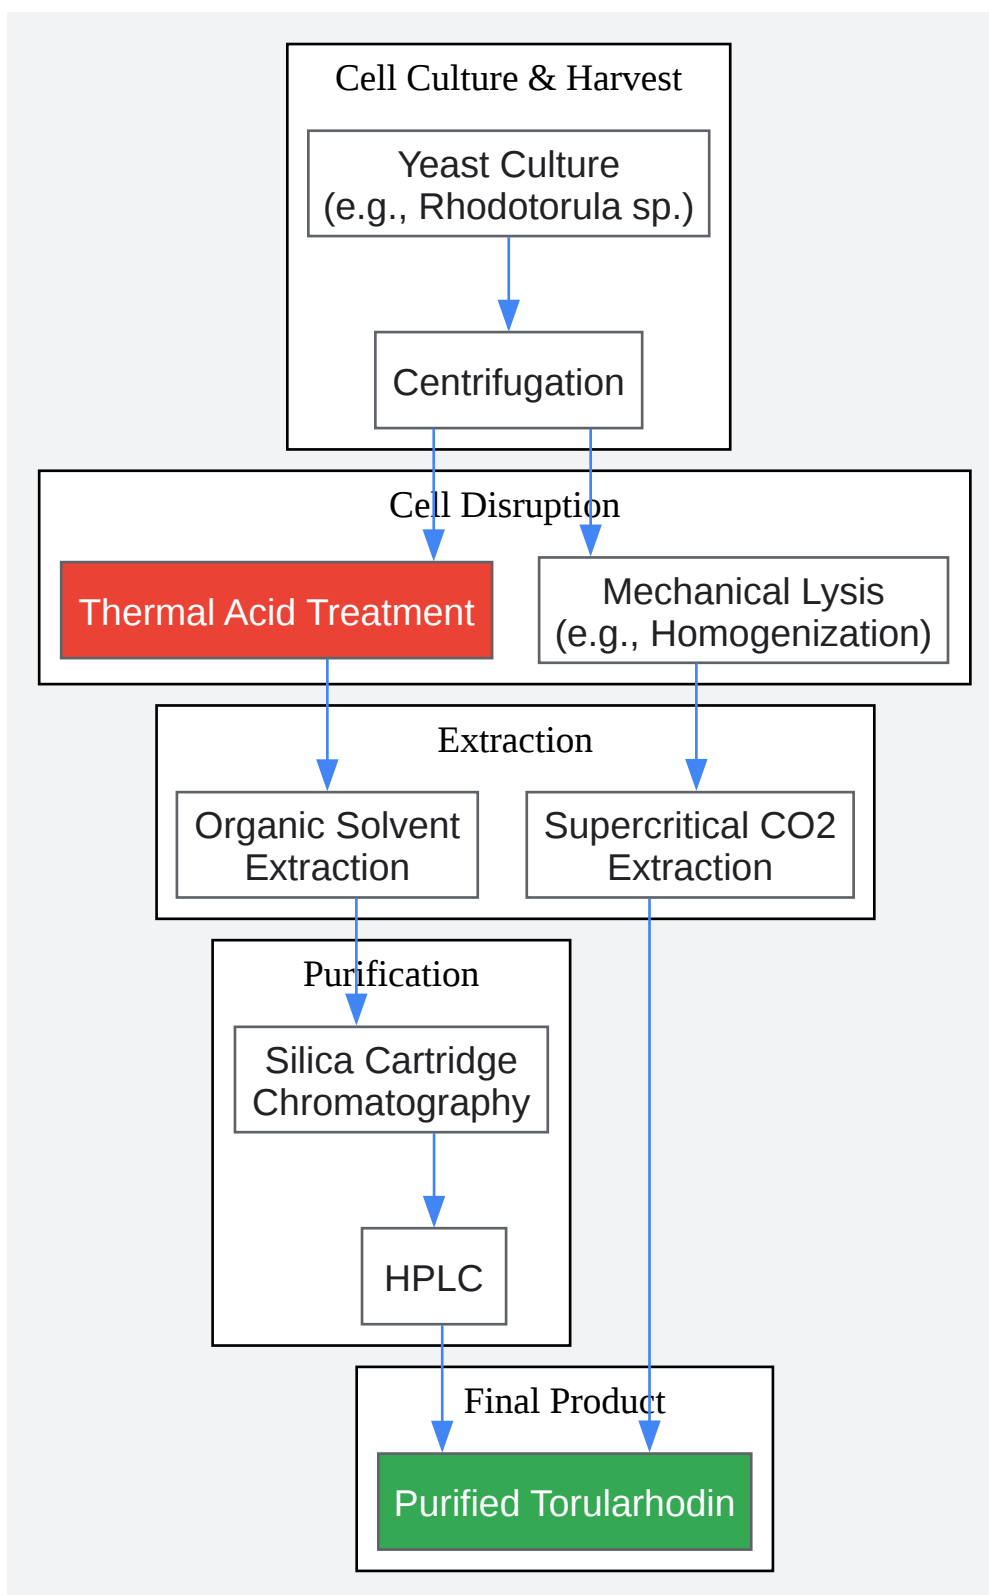 Cell Culture & Harvest
Yeast Culture
(e.g., Rhodotorula sp.)
Centrifugation
Cell Disruption
Thermal Acid Treatment
Mechanical Lysis
(e.g., Homogenization)
Extraction
Organic Solvent
Extraction
Supercritical CO2
Extraction
Purification
Silica Cartridge
Chromatography
HPLC
Final Product
Purified Torularhodin